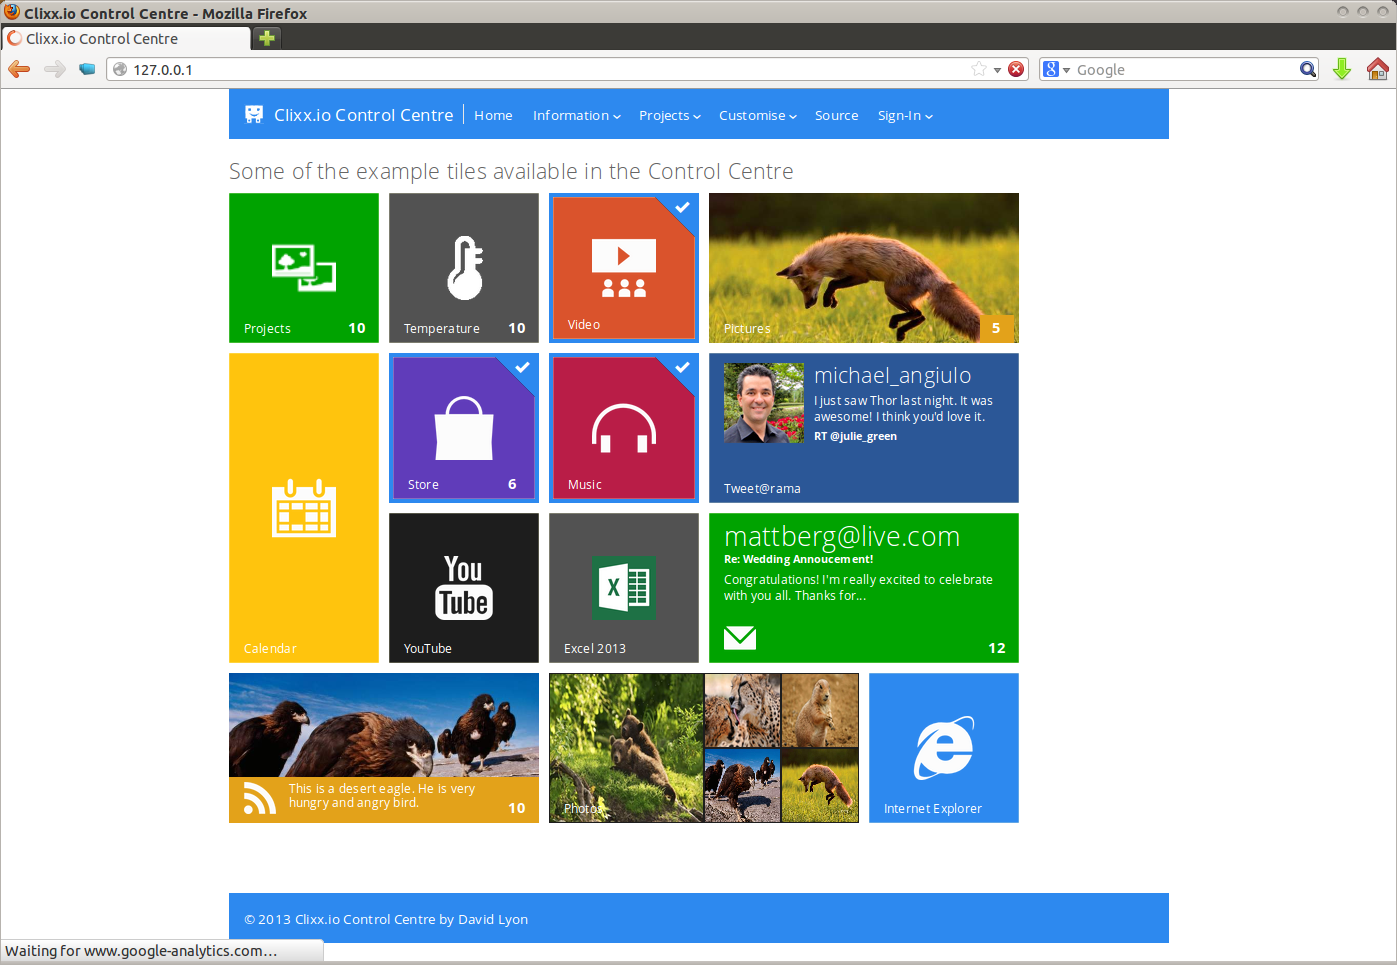 Clixx.io Control Centre - Mozilla Firefox
Clixx.io Control Centre
127.0.0.1
Google
Clixx.io Control Centre Home Information Projects Customise Source Sign-In
Some of the example tiles available in the Control Centre
Projects 10
Temperature 10
Video
Pictures 5
Calendar
Store 6
Music
michael_angiulo
I just saw Thor last night. It was
awesome! I think you'd love it.
RT @julie_green
Tweet@rama
You
Tube
YouTube
X
Excel 2013
mattberg@live.com
Re: Wedding Annoucement!
Congratulations! I'm really excited to celebrate
with you all. Thanks for...
12
This is a desert eagle. He is very
hungry and angry bird.
10
Photos
Internet Explorer
© 2013 Clixx.io Control Centre by David Lyon
Waiting for www.google-analytics.com…